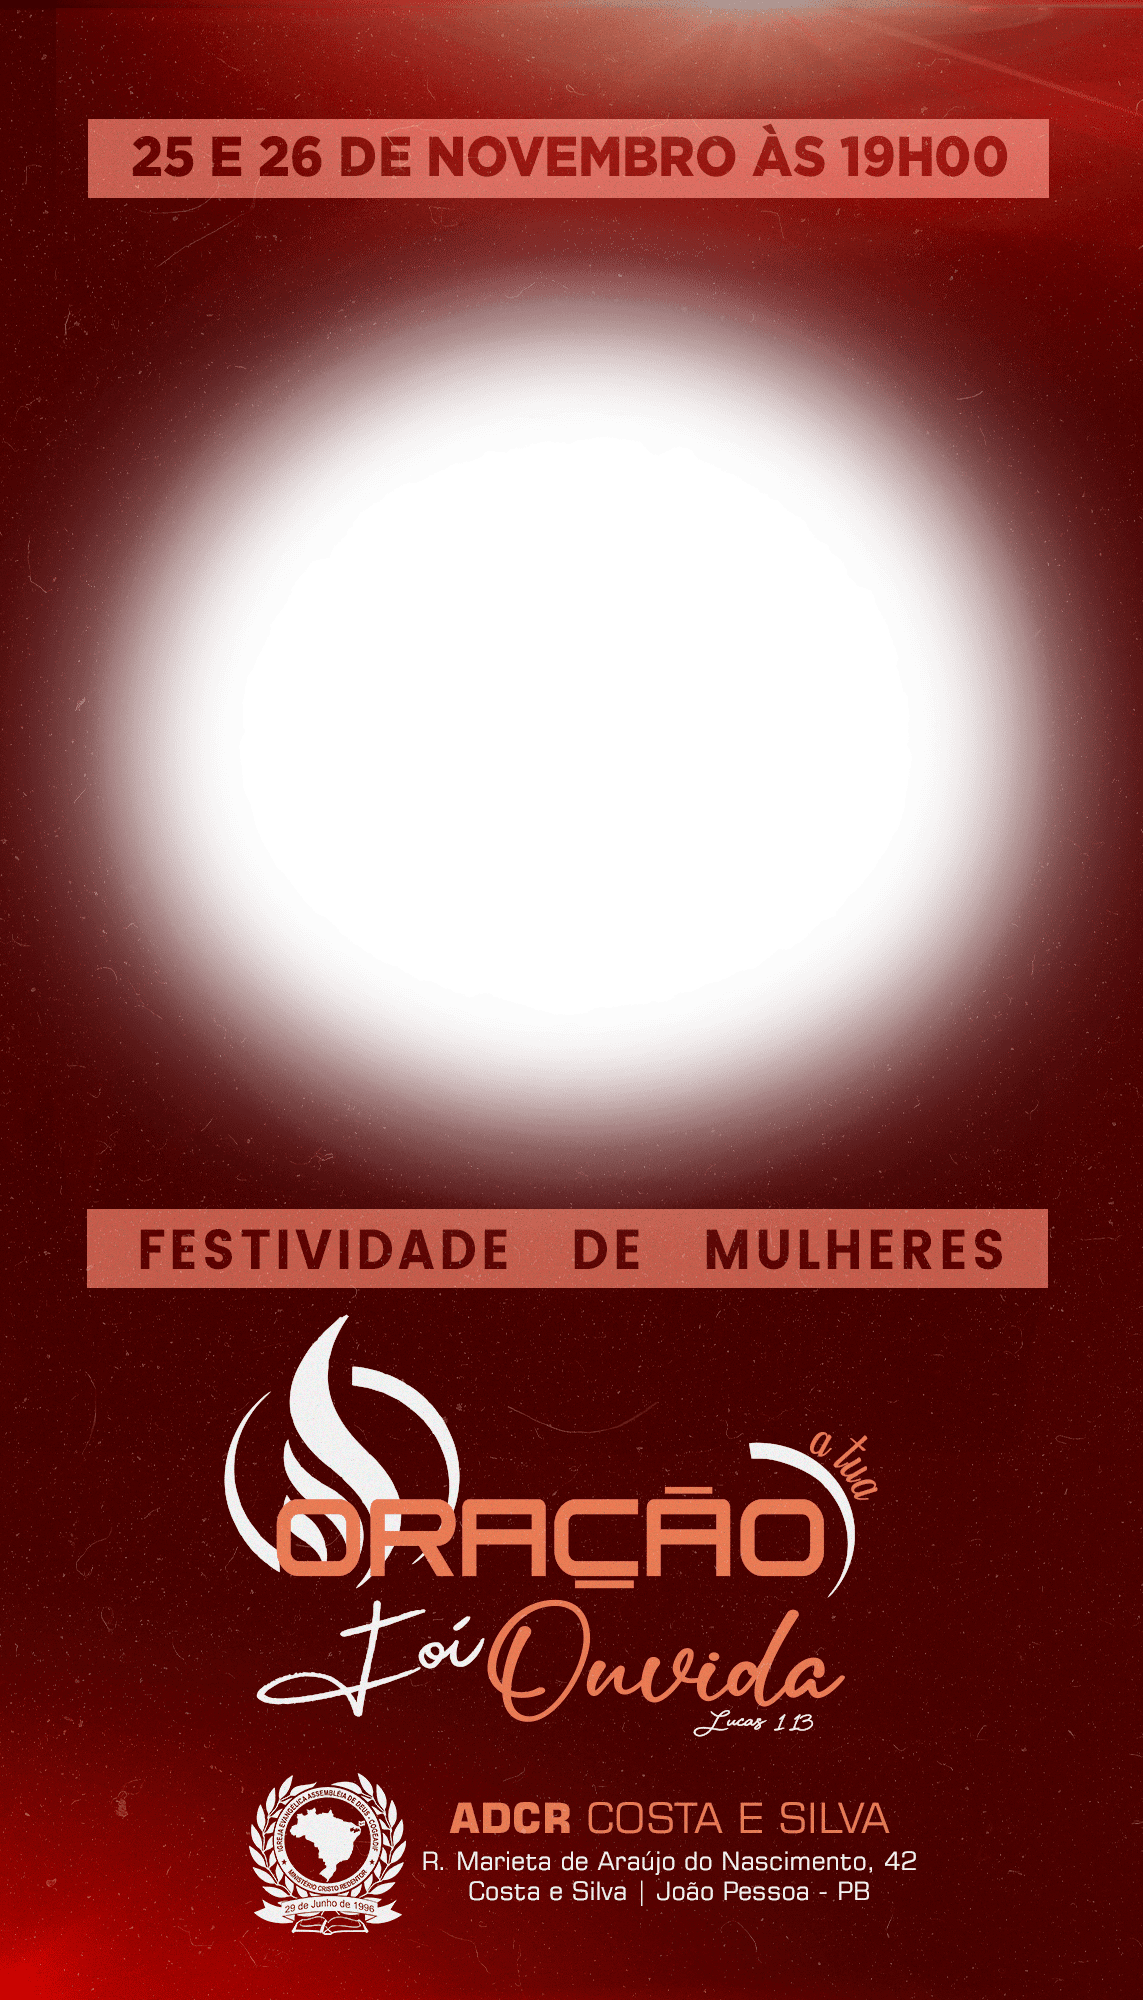 25 E 26 DE NOVEMBRO ÀS 19H00
FESTIVIDADE DE MULHERES
a tua
ORAÇÃO
Foi Ouvida
Lucas 1 13
IGREJA EVANGÉLICA ASSEMBLEIA DE DEUS - COGEADIF
MINISTÉRIO CRISTO REDENTOR
29 de Junho de 1996
ADCR COSTA E SILVA
R. Marieta de Araújo do Nascimento, 42
Costa e Silva | João Pessoa - PB